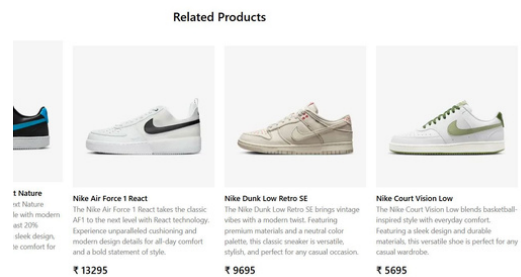 Related Products
t Nature
st Nature
le with modern
ast 20%
sleek design,
te comfort for
Nike Air Force 1 React
The Nike Air Force 1 React takes the classic
AF1 to the next level with React technology.
Experience unparalleled cushioning and
modern design details for all-day comfort
and a bold statement of style.
₹ 13295
Nike Dunk Low Retro SE
The Nike Dunk Low Retro SE brings vintage
vibes with a modern twist. Featuring
premium materials and a neutral color
palette, this classic sneaker is versatile,
stylish, and perfect for any casual occasion.
₹ 9695
Nike Court Vision Low
The Nike Court Vision Low blends basketball-
inspired style with everyday comfort.
Featuring a sleek design and durable
materials, this versatile shoe is perfect for any
casual wardrobe.
₹ 5695